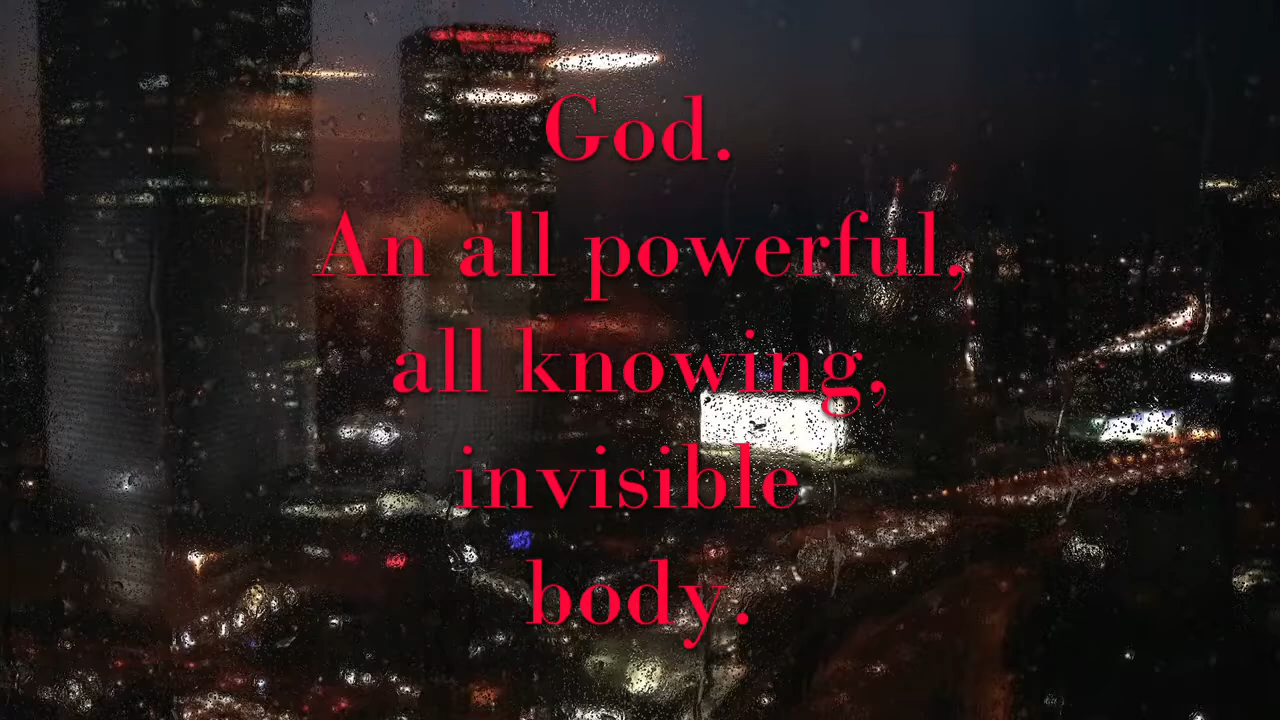 God.
An all powerful,
all knowing,
invisible
body.